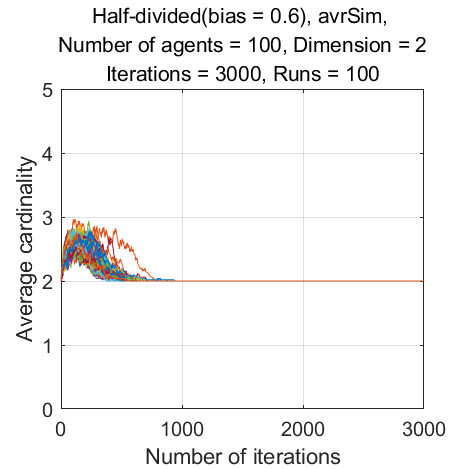 Half-divided(bias = 0.6), avrSim,
Number of agents = 100, Dimension = 2
Iterations = 3000, Runs = 100
5
4
3
2
1
0
Average cardinality
0 1000 2000 3000
Number of iterations